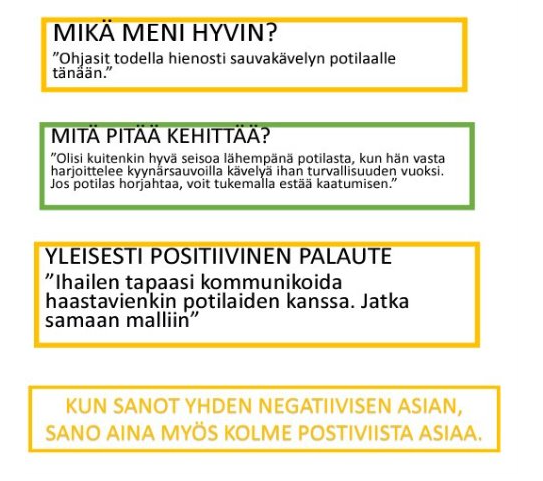 MIKÄ MENI HYVIN?
”Ohjasit todella hienosti sauvakävelyn potilaalle
tänään.”
MITÄ PITÄÄ KEHITTÄÄ?
”Olisi kuitenkin hyvä seisoa lähempänä potilasta, kun hän vasta
harjoittelee kyynärsauvoilla kävelyä ihan turvallisuuden vuoksi.
Jos potilas horjahtaa, voit tukemalla estää kaatumisen.”
YLEISESTI POSITIIVINEN PALAUTE
”Ihailen tapaasi kommunikoida
haastavienkin potilaiden kanssa. Jatka
samaan malliin”
KUN SANOT YHDEN NEGATIIVISEN ASIAN,
SANO AINA MYÖS KOLME POSTIVIISTA ASIAA.